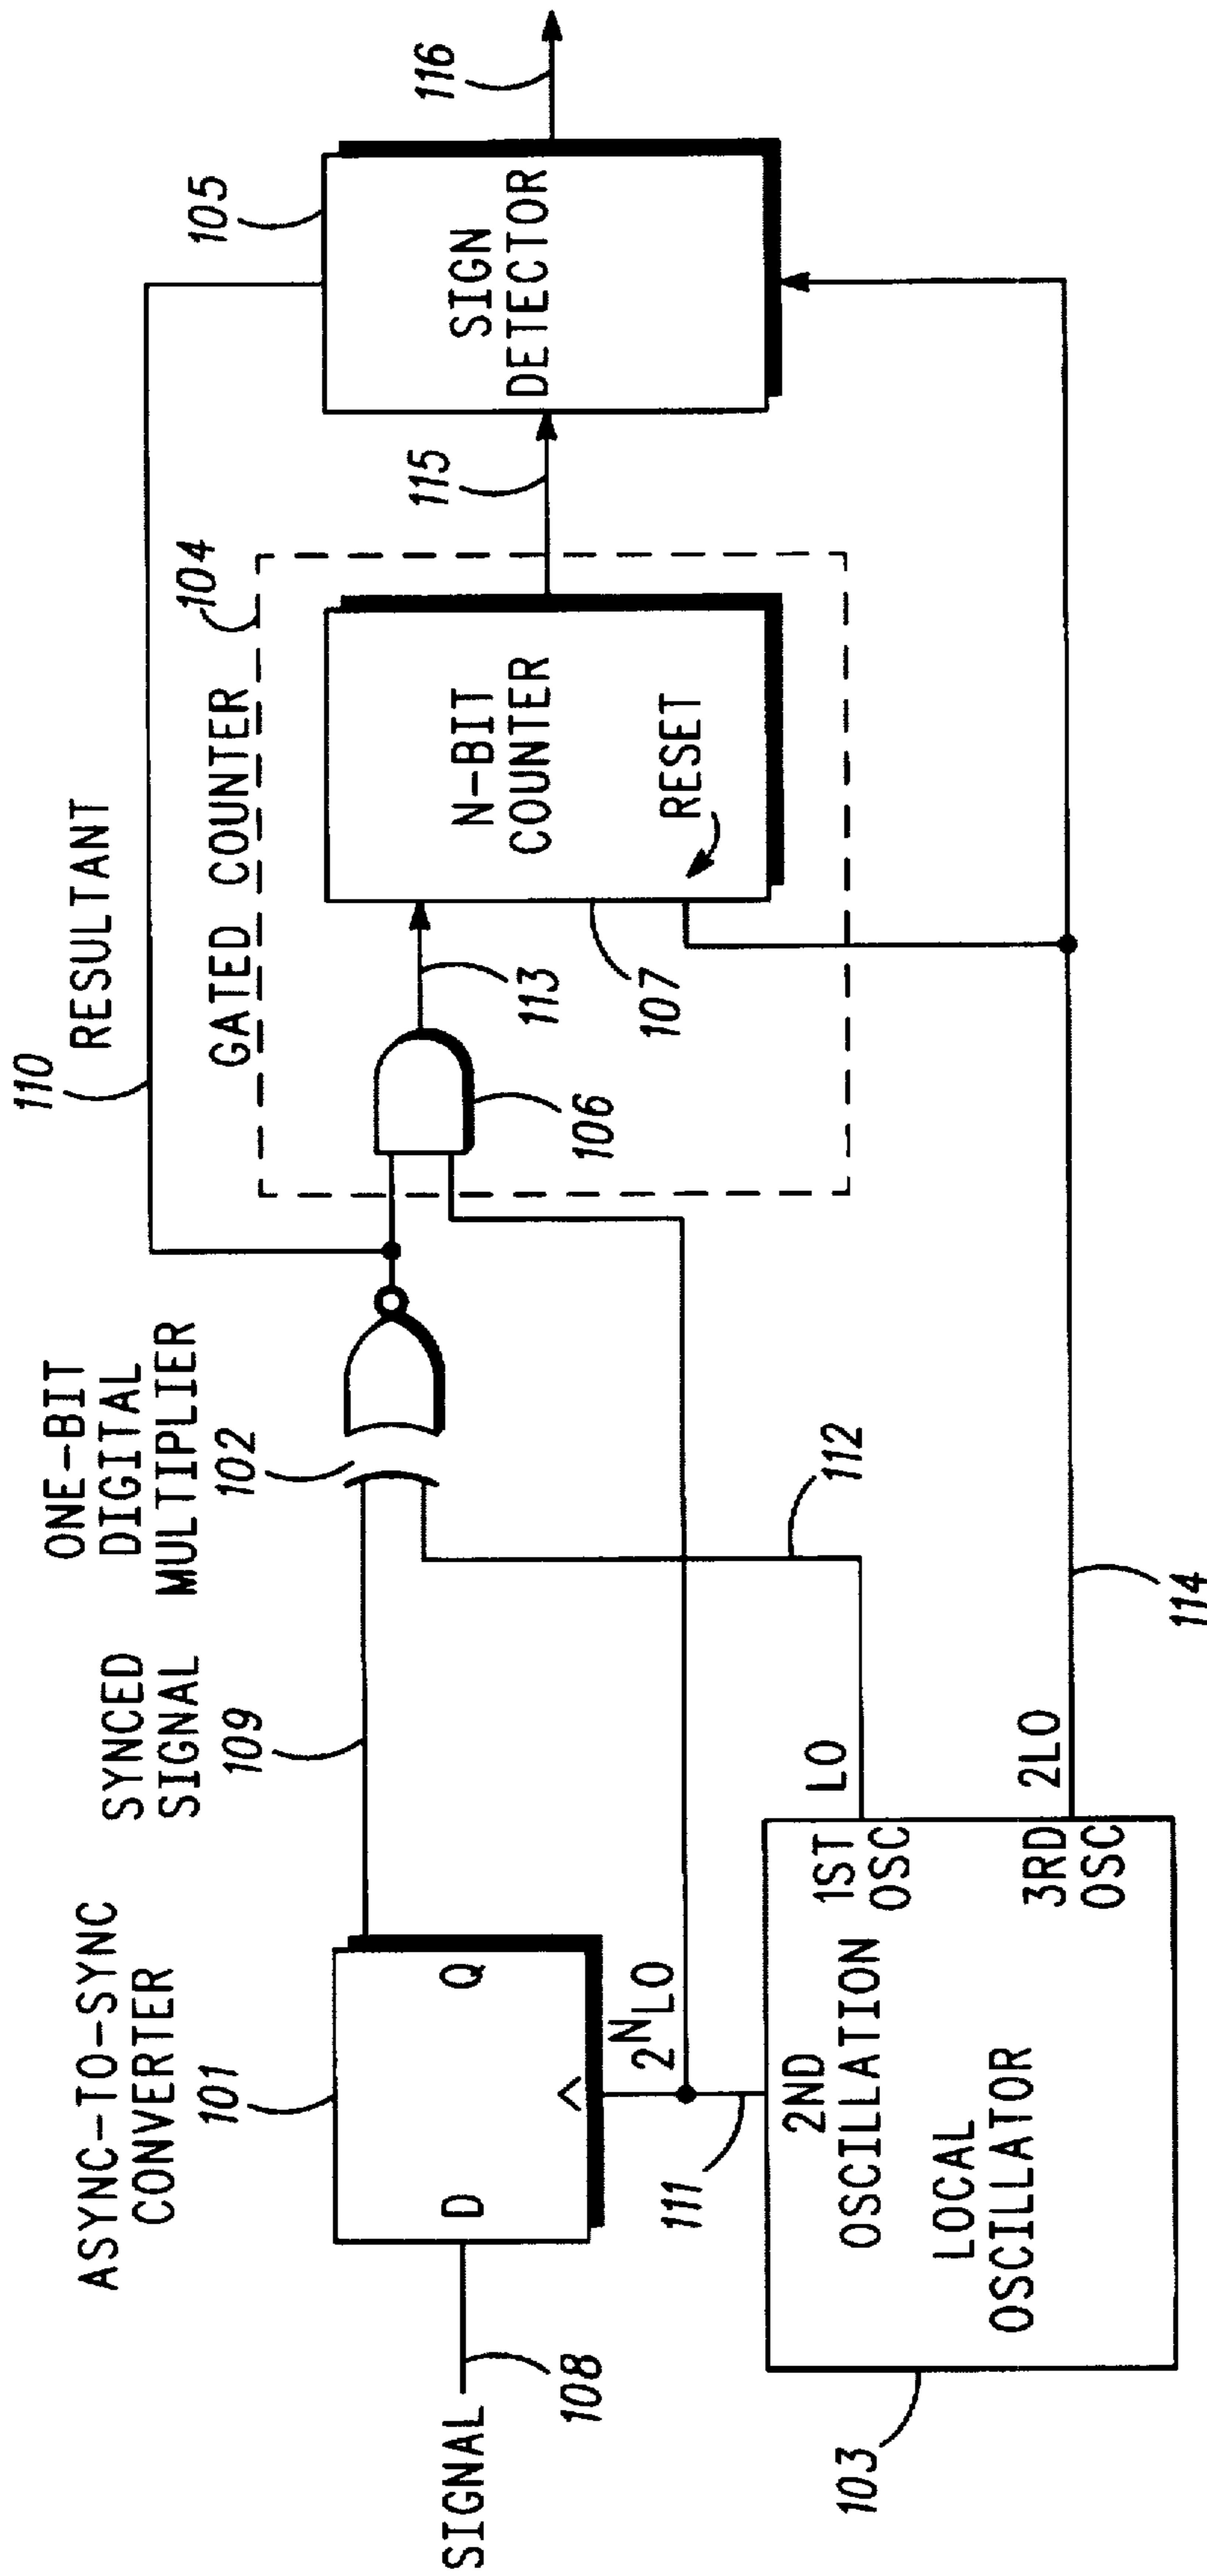 ASYNC-TO-SYNC
CONVERTER
101
SYNCED
SIGNAL
109
ONE-BIT
DIGITAL
MULTIPLIER
102
110
RESULTANT
GATED COUNTER
104
105
SIGNAL
108
D
Q
2^N LO
111
106
113
N-BIT
COUNTER
RESET
107
115
SIGN
DETECTOR
116
103
2ND
OSCILLATION
LOCAL
OSCILLATOR
1ST
OSC
LO
112
3RD
OSC
2LO
114